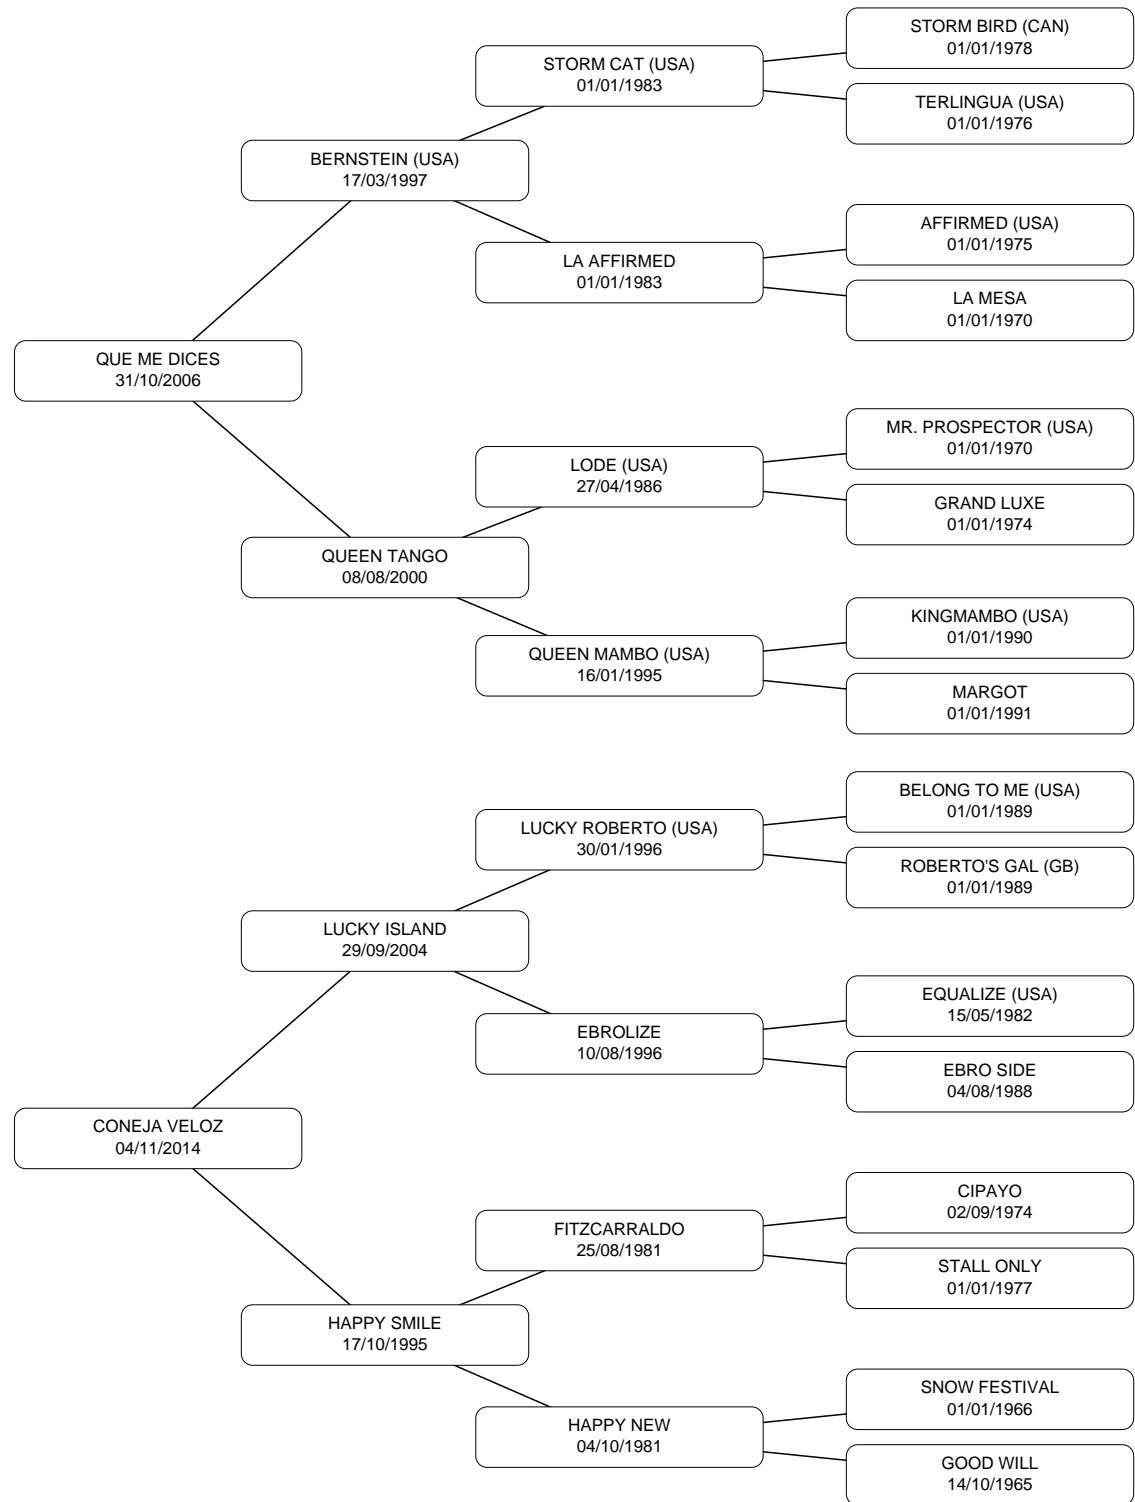 STORM BIRD (CAN)
01/01/1978
STORM CAT (USA)
01/01/1983
TERLINGUA (USA)
01/01/1976
BERNSTEIN (USA)
17/03/1997
AFFIRMED (USA)
01/01/1975
LA AFFIRMED
01/01/1983
LA MESA
01/01/1970
QUE ME DICES
31/10/2006
MR. PROSPECTOR (USA)
01/01/1970
LODE (USA)
27/04/1986
GRAND LUXE
01/01/1974
QUEEN TANGO
08/08/2000
KINGMAMBO (USA)
01/01/1990
QUEEN MAMBO (USA)
16/01/1995
MARGOT
01/01/1991
BELONG TO ME (USA)
01/01/1989
LUCKY ROBERTO (USA)
30/01/1996
ROBERTO'S GAL (GB)
01/01/1989
LUCKY ISLAND
29/09/2004
EQUALIZE (USA)
15/05/1982
EBROLIZE
10/08/1996
EBRO SIDE
04/08/1988
CONEJA VELOZ
04/11/2014
CIPAYO
02/09/1974
FITZCARRALDO
25/08/1981
STALL ONLY
01/01/1977
HAPPY SMILE
17/10/1995
SNOW FESTIVAL
01/01/1966
HAPPY NEW
04/10/1981
GOOD WILL
14/10/1965